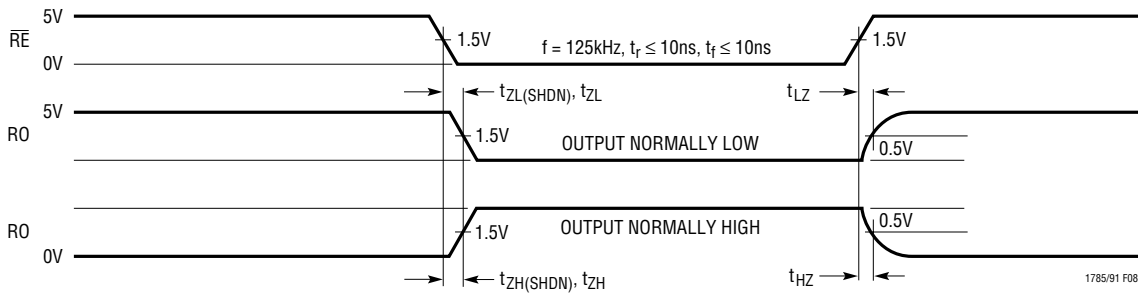 5V
RE
0V
1.5V
f = 125kHz, tr ≤ 10ns, tf ≤ 10ns
1.5V
tZL(SHDN), tZL
tLZ
5V
RO
1.5V
OUTPUT NORMALLY LOW
0.5V
RO
0V
1.5V
OUTPUT NORMALLY HIGH
0.5V
tZH(SHDN), tZH
tHZ
1785/91 F08